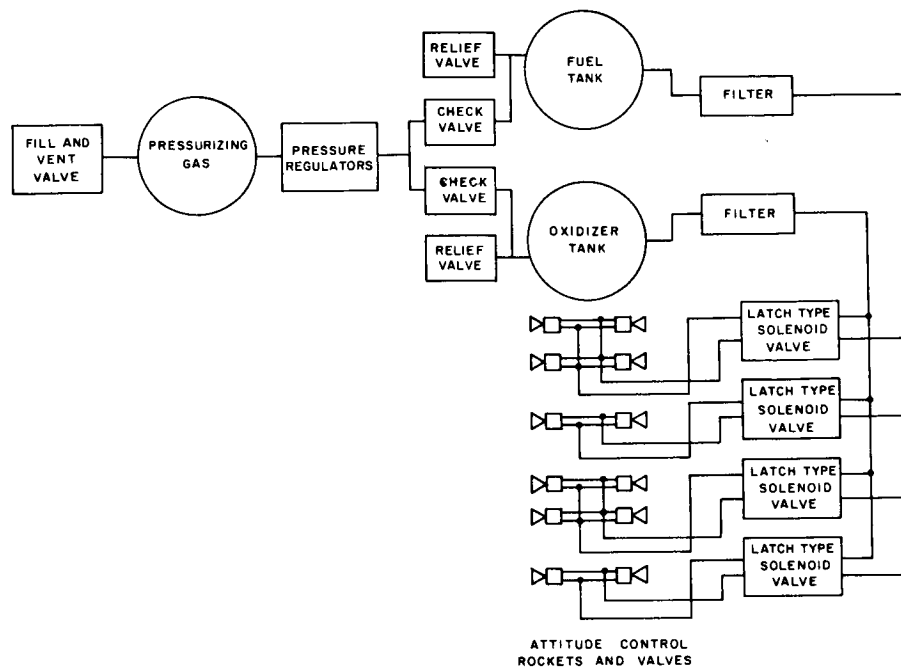 FILL AND
VENT
VALVE
PRESSURIZING
GAS
PRESSURE
REGULATORS
RELIEF
VALVE
CHECK
VALVE
CHECK
VALVE
RELIEF
VALVE
FUEL
TANK
FILTER
OXIDIZER
TANK
FILTER
LATCH TYPE
SOLENOID
VALVE
LATCH TYPE
SOLENOID
VALVE
LATCH TYPE
SOLENOID
VALVE
LATCH TYPE
SOLENOID
VALVE
ATTITUDE CONTROL
ROCKETS AND VALVES